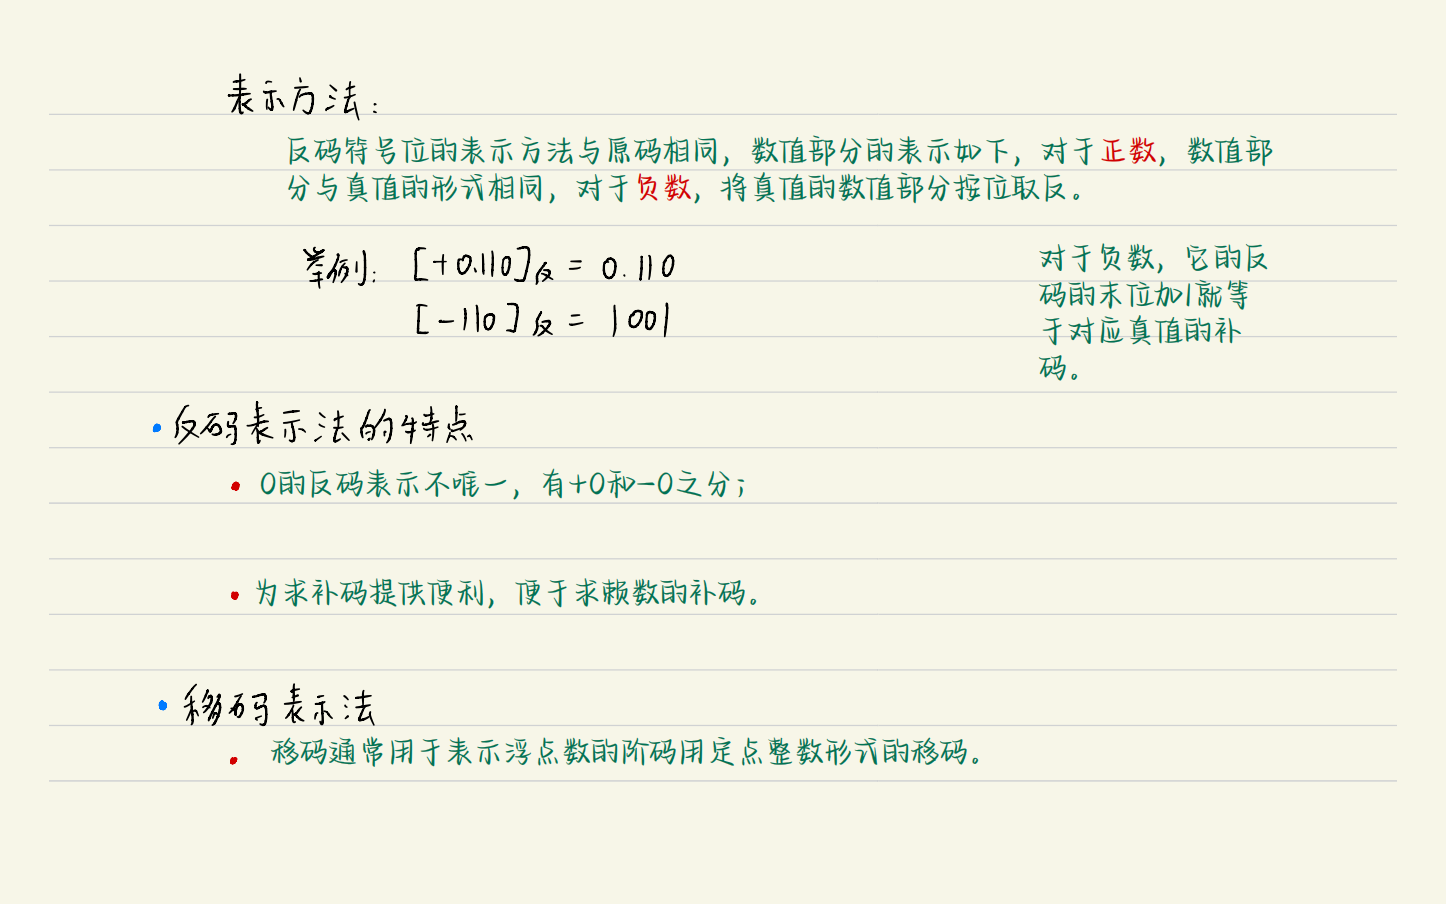 表示方法：
反码符号位的表示方法与原码相同，数值部分的表示如下，对于正数，数值部
分与真值的形式相同，对于负数，将真值的数值部分按位取反。
举例：[+0.110]反 = 0.110
[-110]反 = 1001
对于负数，它的反
码的末位加1就等
于对应真值的补
码。
反码表示法的特点
0的反码表示不唯一，有+0和-0之分；
为求补码提供便利，便于求赖数的补码。
移码表示法
移码通常用于表示浮点数的阶码用定点整数形式的移码。